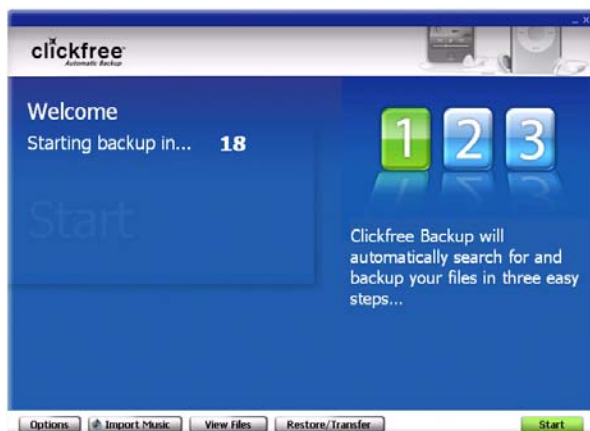 clickfree
Automatic Backup
Welcome
Starting backup in... 18
Start
1 2 3
Clickfree Backup will
automatically search for and
backup your files in three easy
steps...
Options
Import Music
View Files
Restore/Transfer
Start